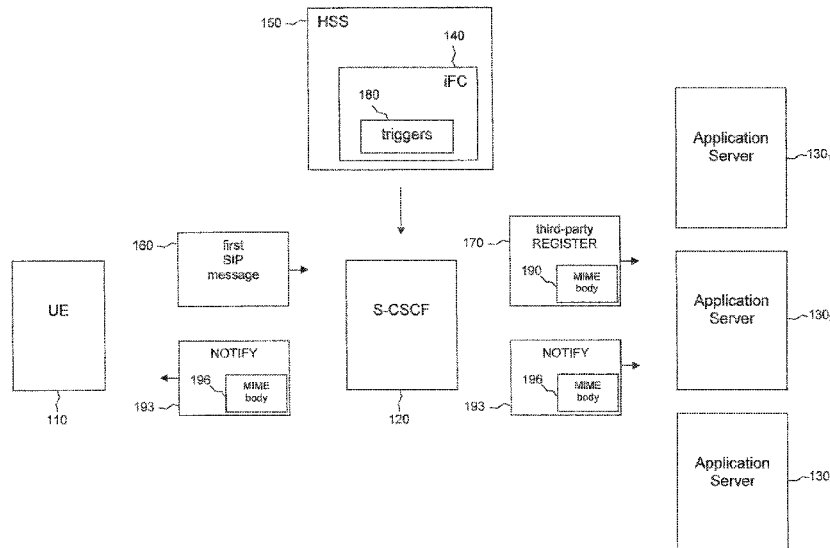 150
HSS
140
iFC
180
triggers
Application
Server
130
160
first
SIP
message
170
third-party
REGISTER
190
MIME
body
UE
S-CSCF
Application
Server
130
NOTIFY
196
MIME
body
193
NOTIFY
196
MIME
body
193
110
120
Application
Server
130